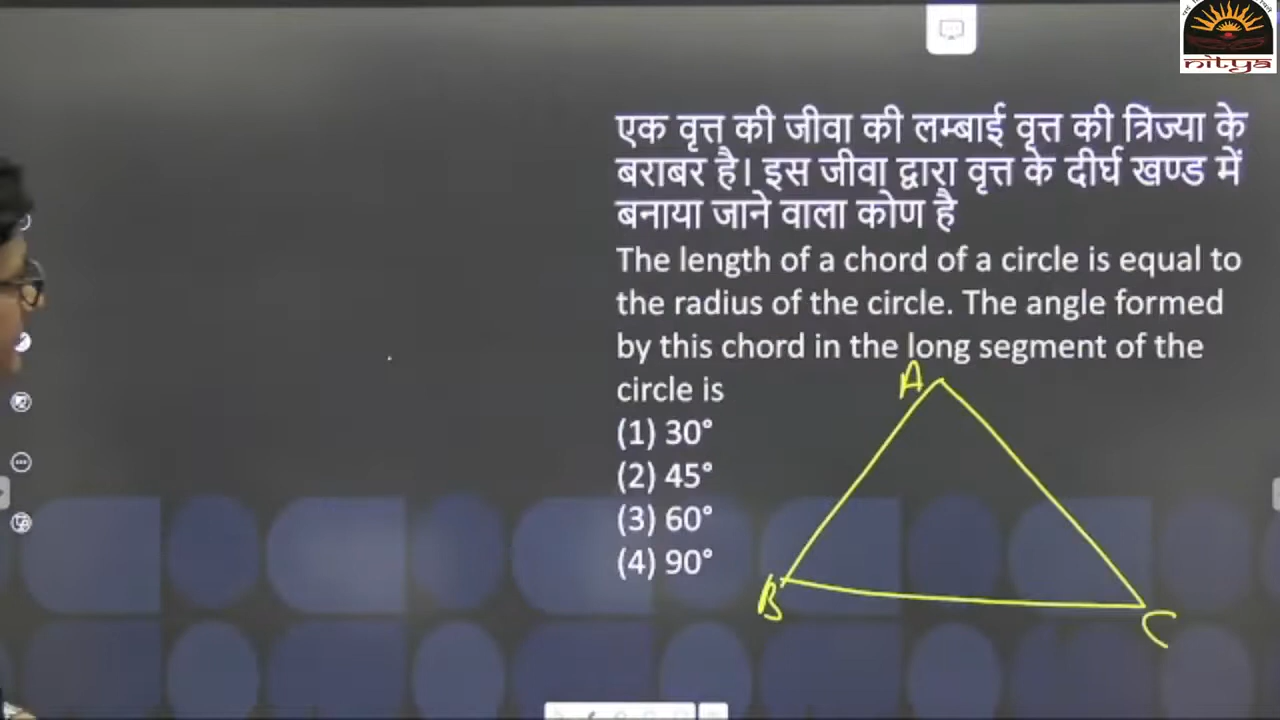 nitya
एक वृत्त की जीवा की लम्बाई वृत्त की त्रिज्या के
बराबर है। इस जीवा द्वारा वृत्त के दीर्घ खण्ड में
बनाया जाने वाला कोण है
The length of a chord of a circle is equal to
the radius of the circle. The angle formed
by this chord in the long segment of the
circle is
(1) 30°
(2) 45°
(3) 60°
(4) 90°
A
B
C